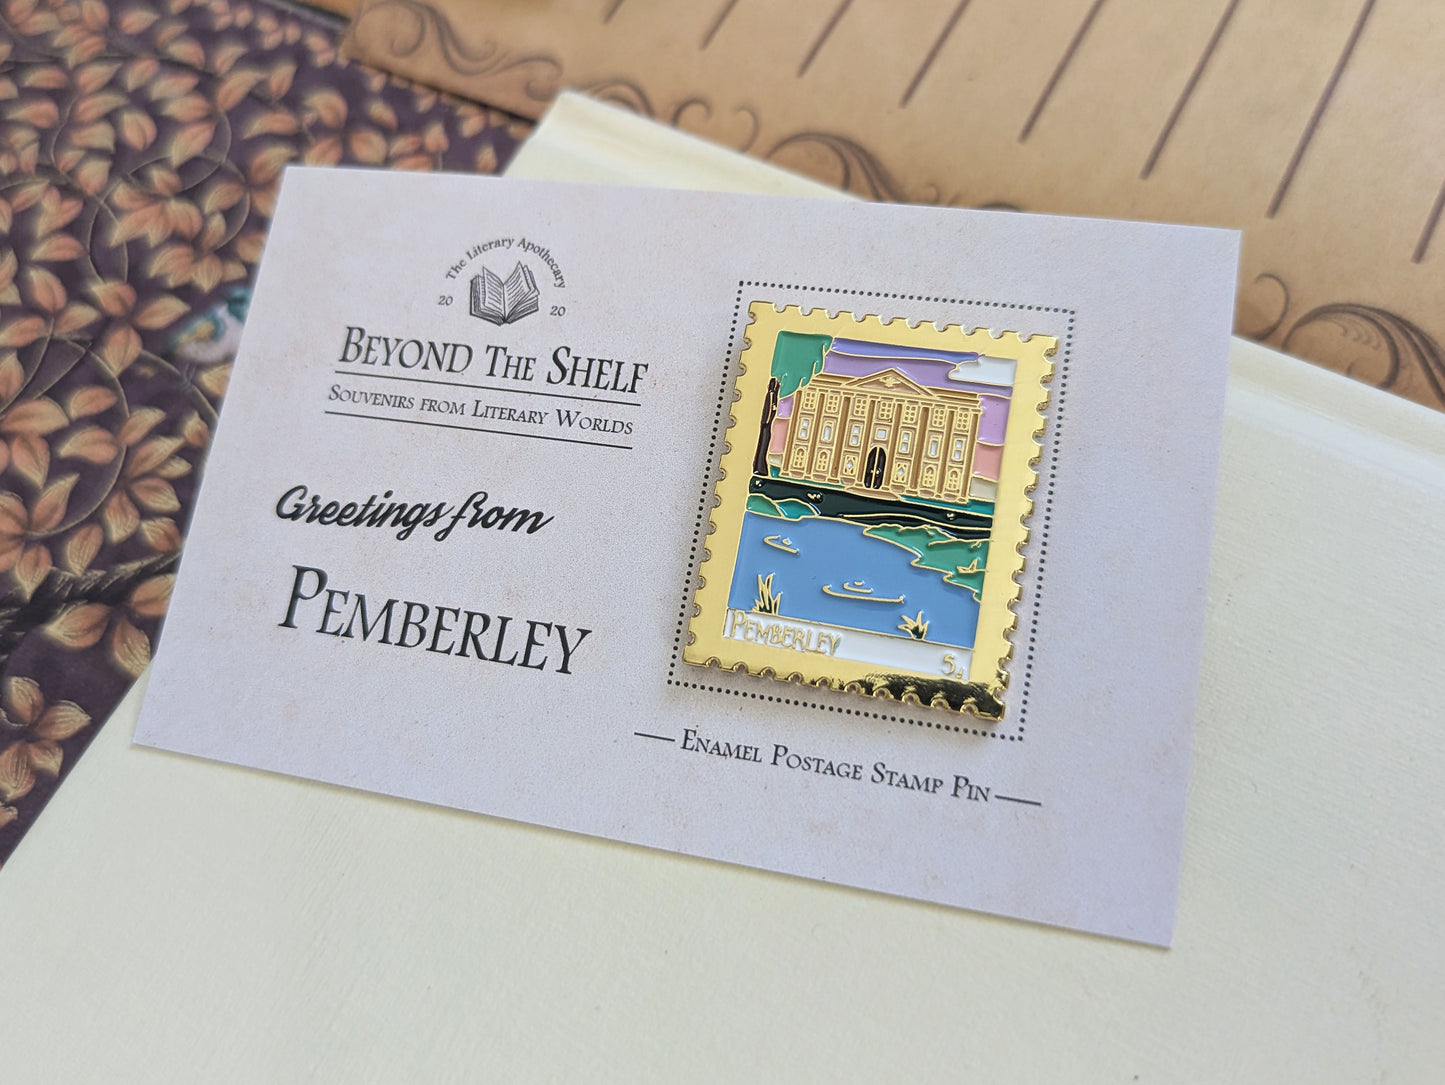 The Literary Apothecary
20 20
BEYOND THE SHELF
SOUVENIRS FROM LITERARY WORLDS
Greetings from
PEMBERLEY
PEMBERLEY
5d
ENAMEL POSTAGE STAMP PIN